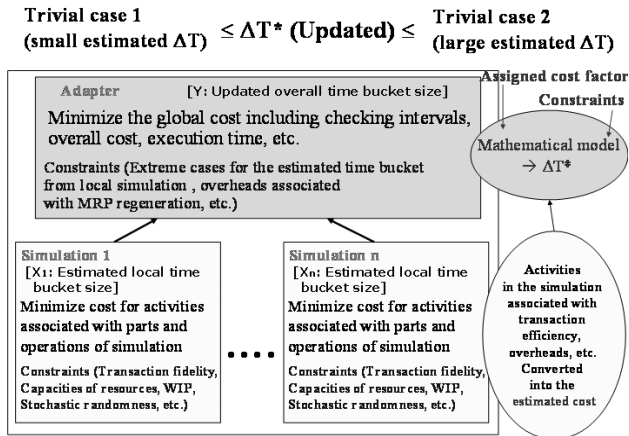 Trivial case 1
(small estimated ΔT)
≤ ΔT* (Updated) ≤
Trivial case 2
(large estimated ΔT)
Adapter
[Y: Updated overall time bucket size]
Minimize the global cost including checking intervals,
overall cost, execution time, etc.
Constraints (Extreme cases for the estimated time bucket
from local simulation , overheads associated
with MRP regeneration, etc.)
Assigned cost factor
Constraints
Mathematical model
→ ΔT*
Simulation 1
[X1: Estimated local time
bucket size]
Minimize cost for activities
associated with parts and
operations of simulation
Constraints (Transaction fidelity,
Capacities of resources, WIP,
Stochastic randomness, etc.)
....
Simulation n
[Xn: Estimated local time
bucket size]
Minimize cost for activities
associated with parts and
operations of simulation
Constraints (Transaction fidelity,
Capacities of resources, WIP,
Stochastic randomness, etc.)
Activities
in the simulation
associated with
transaction
efficiency,
overheads, etc.
Converted
into the
estimated cost